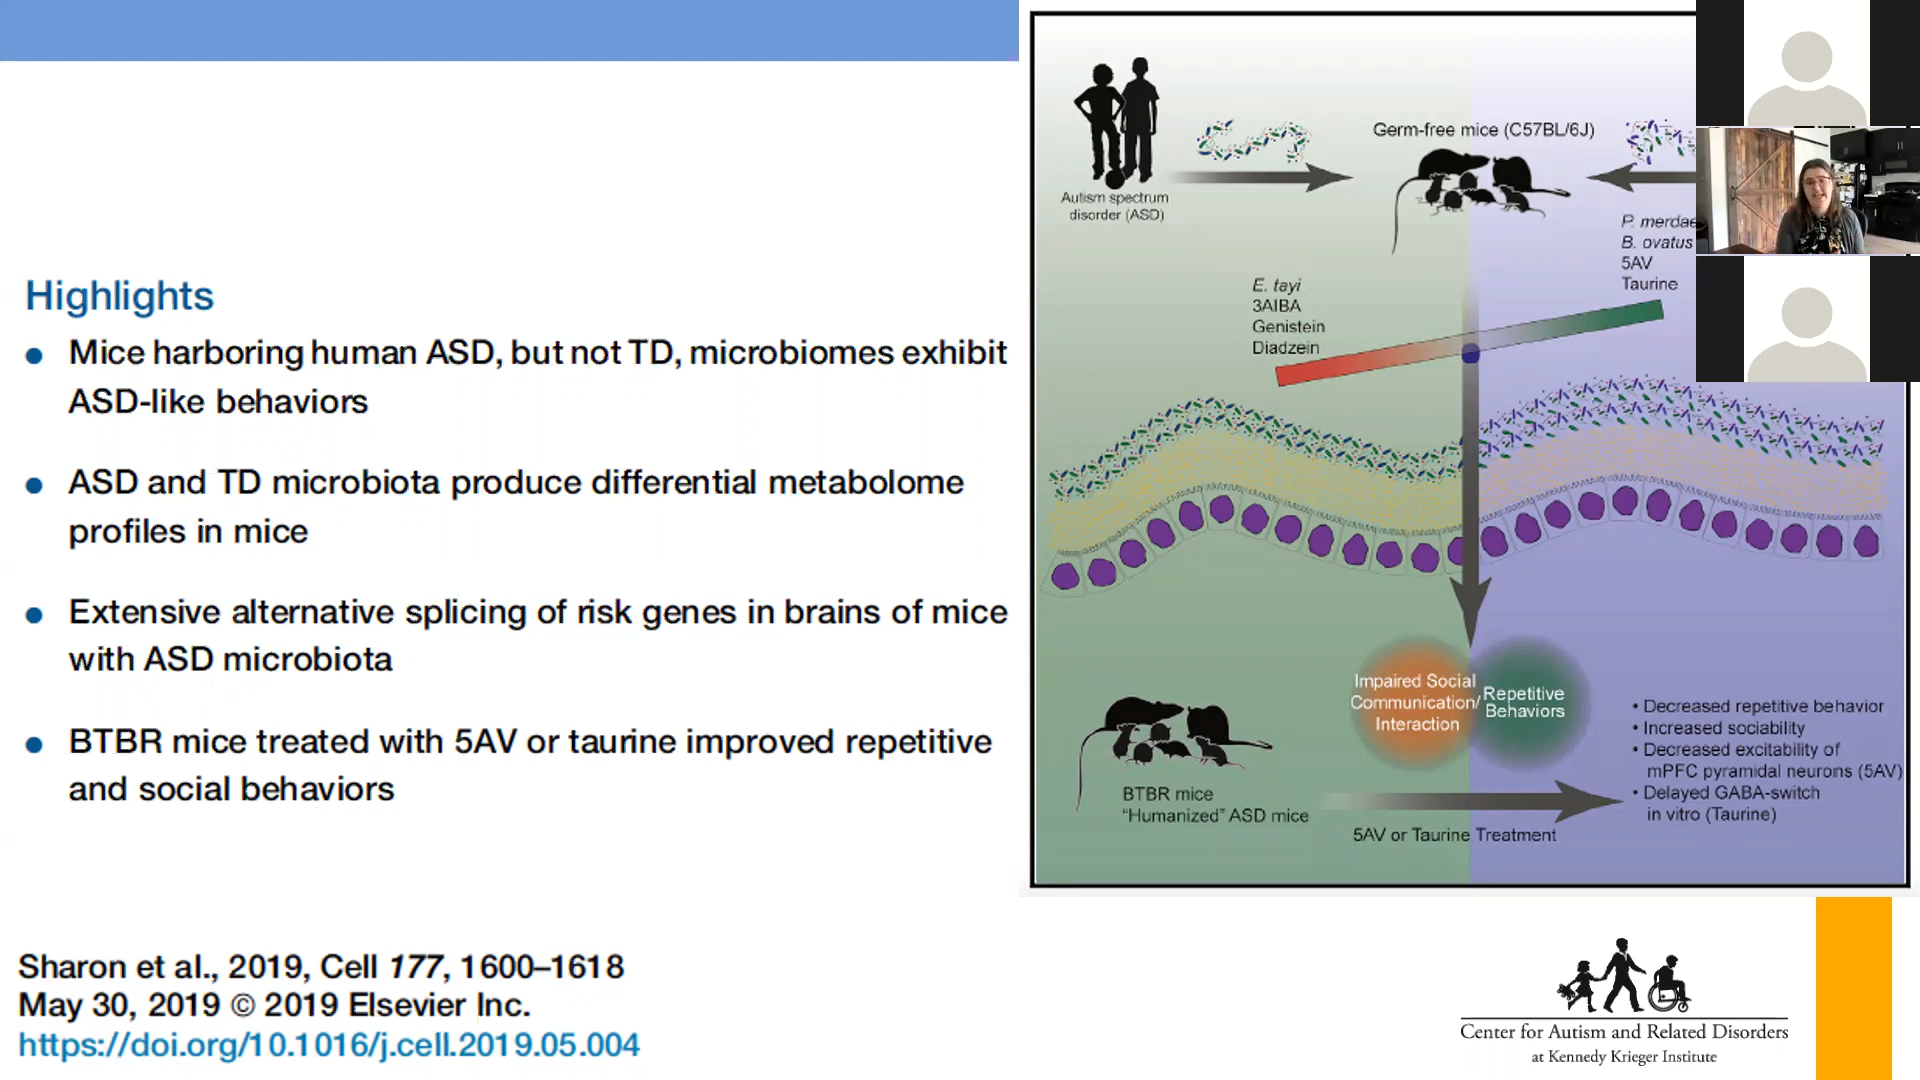 Highlights
Mice harboring human ASD, but not TD, microbiomes exhibit
ASD-like behaviors
ASD and TD microbiota produce differential metabolome
profiles in mice
Extensive alternative splicing of risk genes in brains of mice
with ASD microbiota
BTBR mice treated with 5AV or taurine improved repetitive
and social behaviors
Sharon et al., 2019, Cell 177, 1600–1618
May 30, 2019 © 2019 Elsevier Inc.
https://doi.org/10.1016/j.cell.2019.05.004
Autism spectrum
disorder (ASD)
Germ-free mice (C57BL/6J)
P. merdae
B. ovatus
5AV
Taurine
E. tayi
3AIBA
Genistein
Diadzein
Impaired Social
Communication/
Interaction
Repetitive
Behaviors
BTBR mice
“Humanized” ASD mice
5AV or Taurine Treatment
• Decreased repetitive behavior
• Increased sociability
• Decreased excitability of
mPFC pyramidal neurons (5AV)
• Delayed GABA-switch
in vitro (Taurine)
Center for Autism and Related Disorders
at Kennedy Krieger Institute